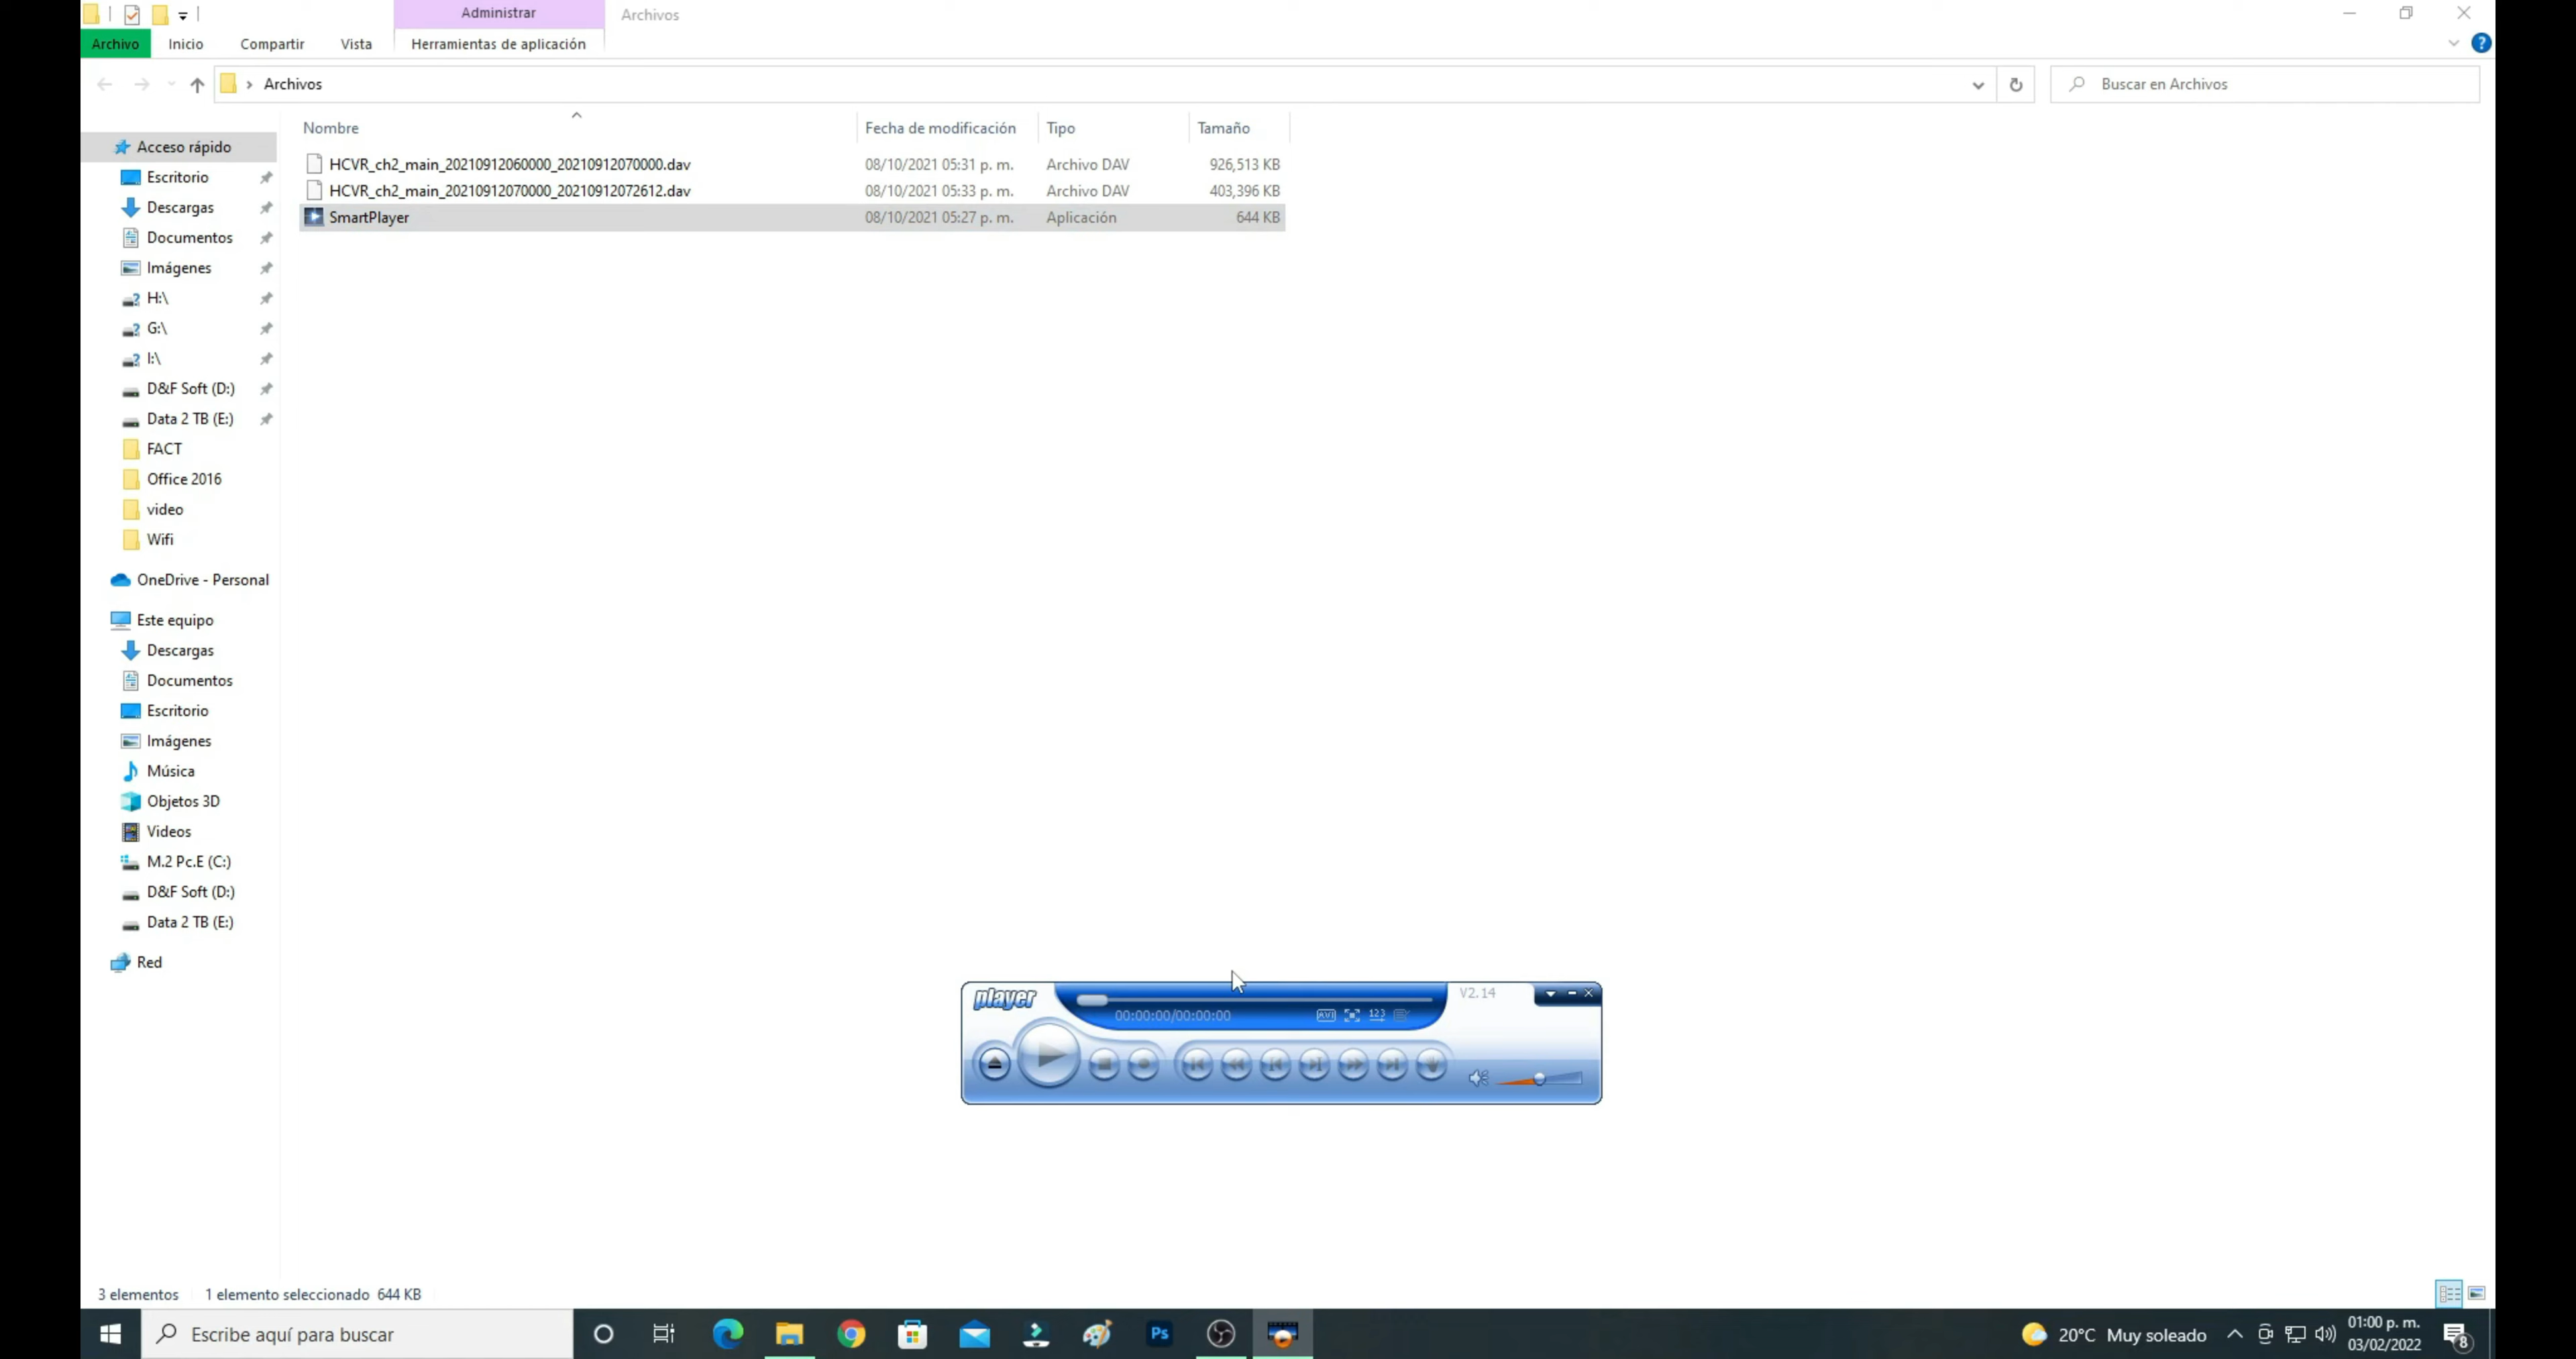 Administrar
Archivos
Archivo
Inicio
Compartir
Vista
Herramientas de aplicación
Archivos
Buscar en Archivos
Nombre
Fecha de modificación
Tipo
Tamaño
HCVR_ch2_main_20210912060000_20210912070000.dav
08/10/2021 05:31 p. m.
Archivo DAV
926,513 KB
HCVR_ch2_main_20210912070000_20210912072612.dav
08/10/2021 05:33 p. m.
Archivo DAV
403,396 KB
SmartPlayer
08/10/2021 05:27 p. m.
Aplicación
644 KB
Acceso rápido
Escritorio
Descargas
Documentos
Imágenes
H:\
G:\
I:\
D&F Soft (D:)
Data 2 TB (E:)
FACT
Office 2016
video
Wifi
OneDrive - Personal
Este equipo
Descargas
Documentos
Escritorio
Imágenes
Música
Objetos 3D
Videos
M.2 Pc.E (C:)
D&F Soft (D:)
Data 2 TB (E:)
Red
player
V2.14
00:00:00/00:00:00
AVI
123
3 elementos
1 elemento seleccionado 644 KB
Escribe aquí para buscar
Ps
20°C Muy soleado
01:00 p. m.
03/02/2022
8